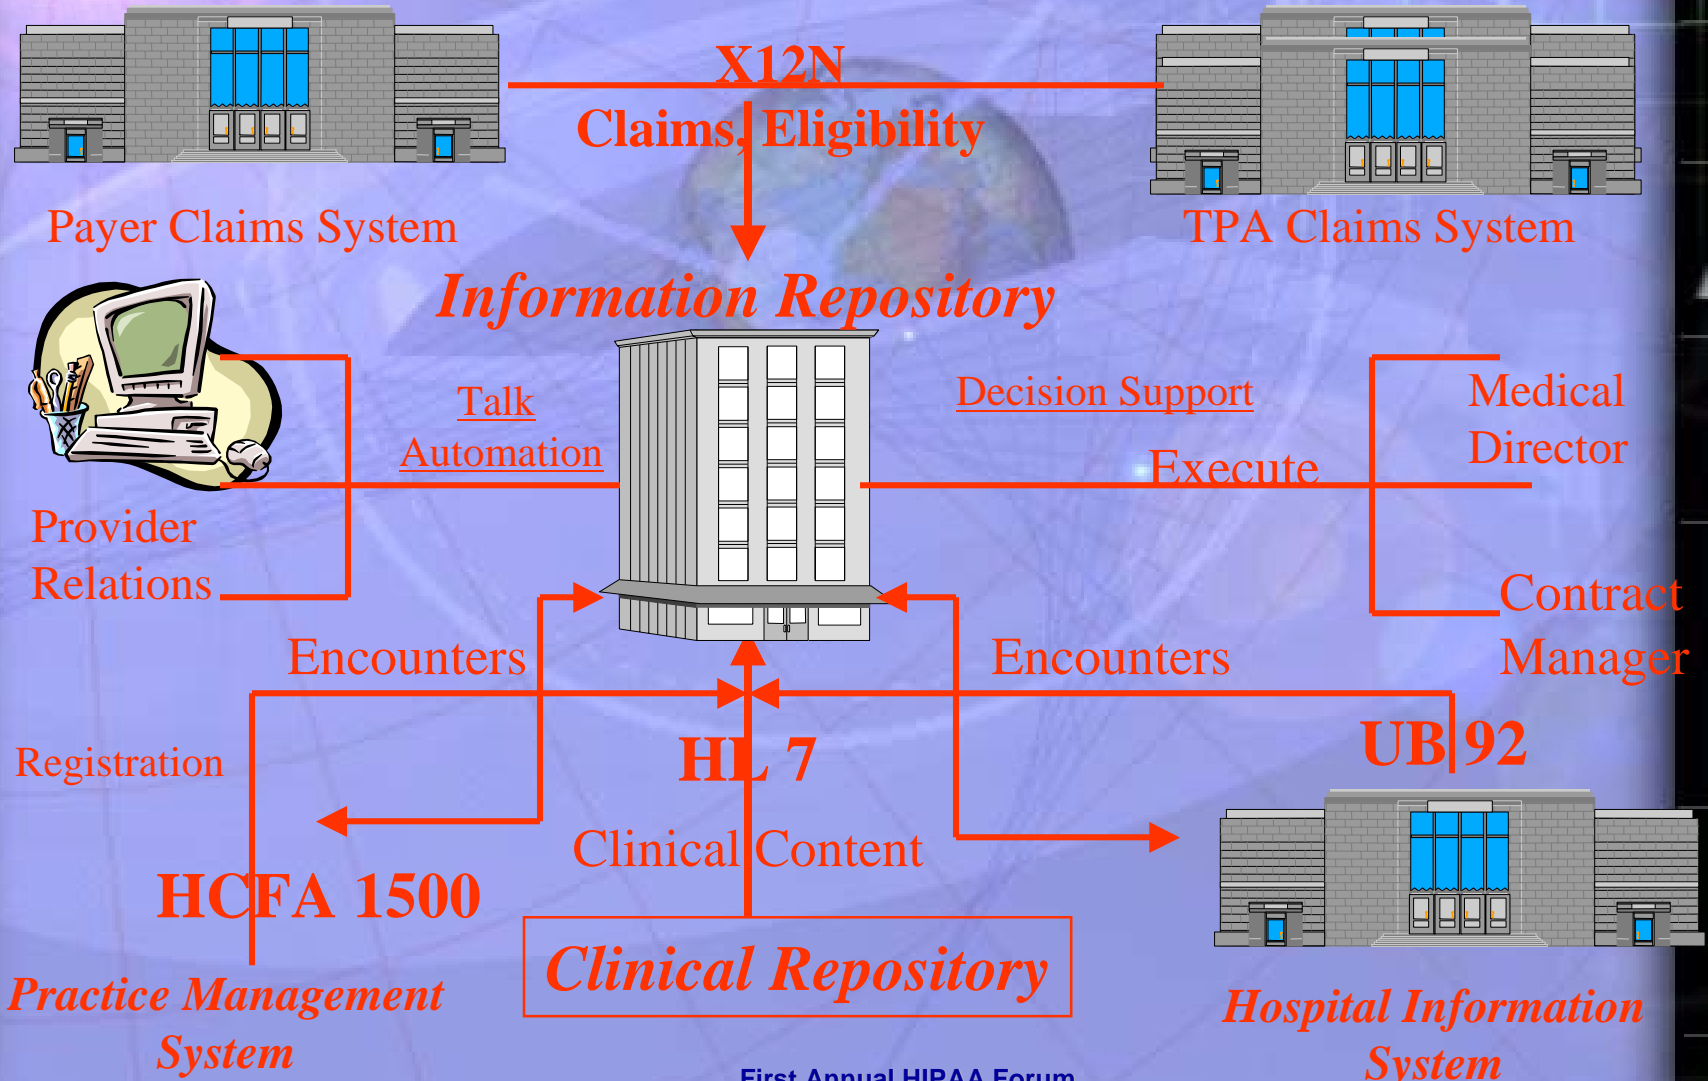 X12N
Claims, Eligibility
Payer Claims System
TPA Claims System
Information Repository
Talk
Automation
Decision Support
Execute
Medical
Director
Provider
Relations
Contract
Manager
Encounters
Encounters
Registration
HL 7
UB 92
Clinical Content
HCFA 1500
Clinical Repository
Practice Management
System
Hospital Information
System
First Annual HIPAA Forum